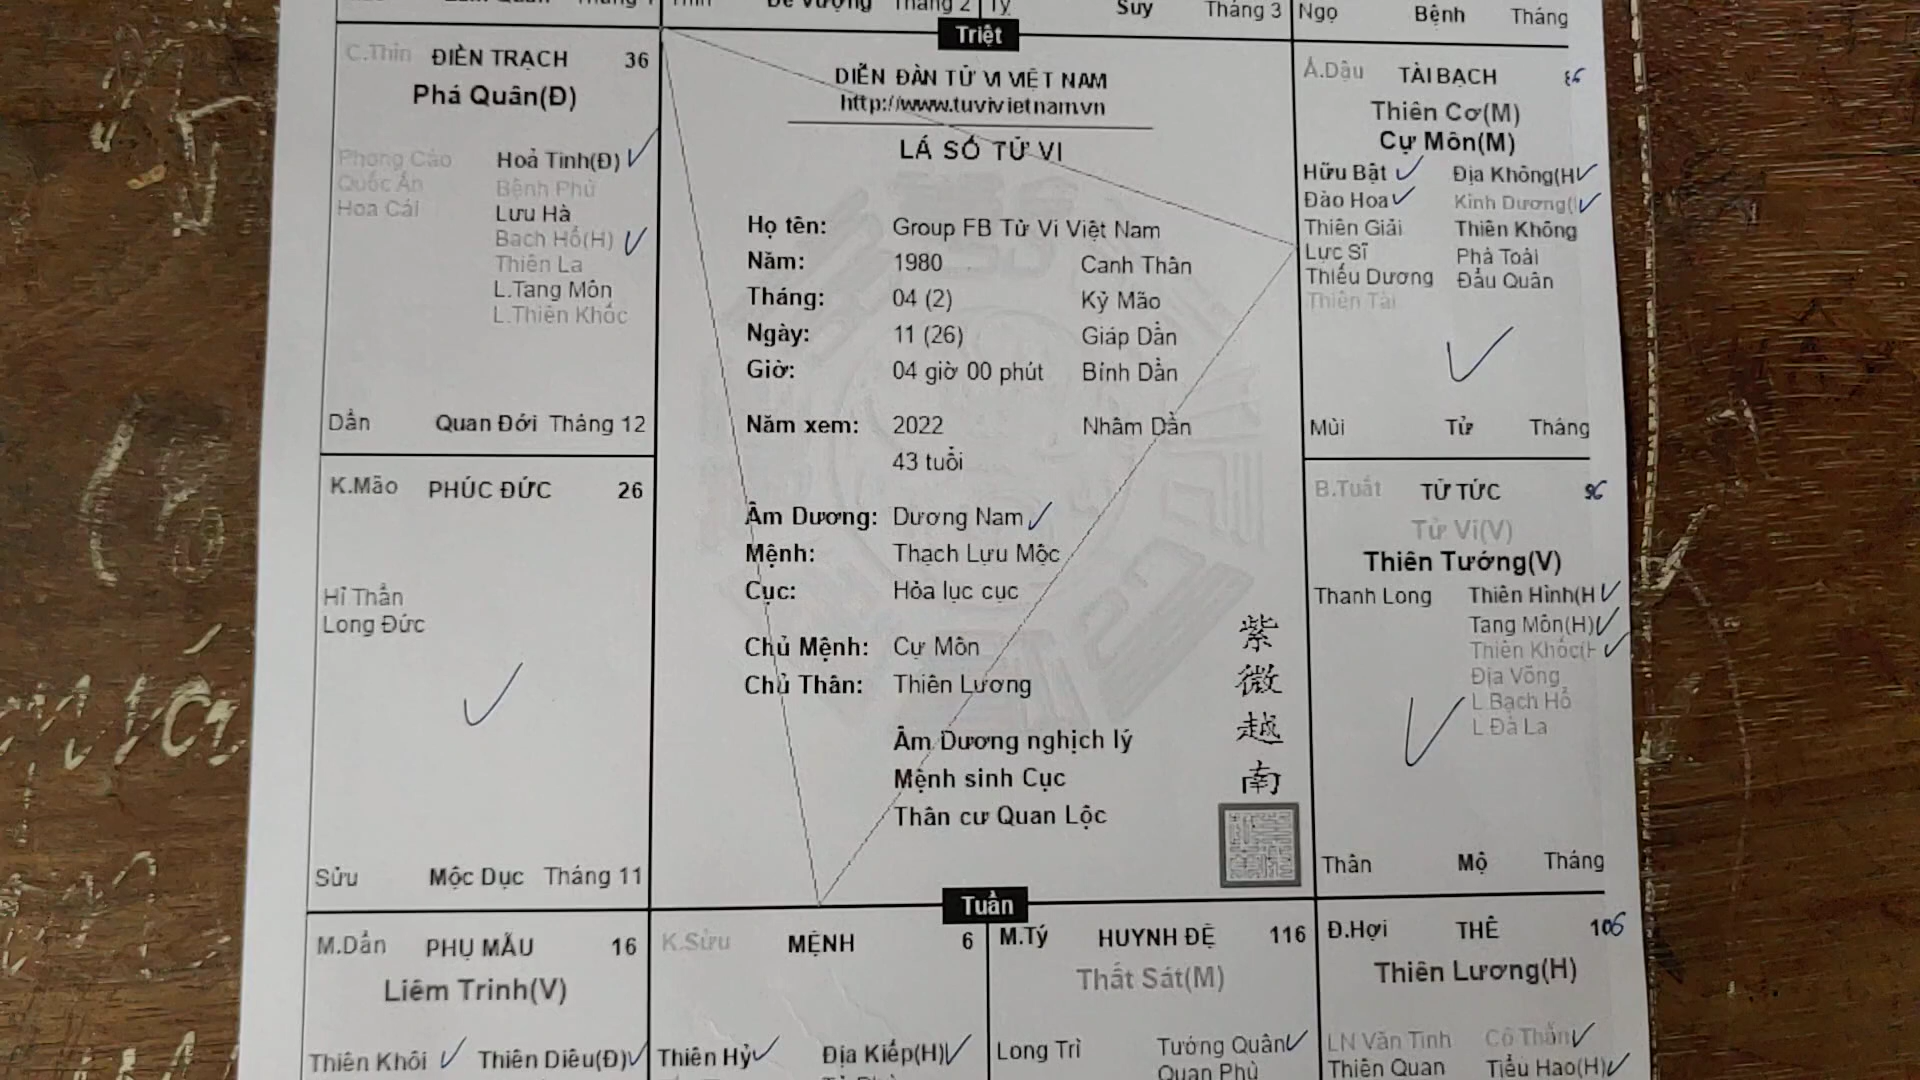 Đế Vượng Tháng 2 Tỵ
Suy Tháng 3
Ngọ Bệnh Tháng
Triệt
C.Thìn ĐIỀN TRẠCH 36
Phá Quân(Đ)
Phong Cáo Hoả Tinh(Đ)
Quốc Ấn Bệnh Phù
Hoa Cái Lưu Hà
Bạch Hổ(H)
Thiên La
L.Tang Môn
L.Thiên Khốc
Dần Quan Đới Tháng 12
DIỄN ĐÀN TỬ VI VIỆT NAM
http://www.tuvivietnam.vn
LÁ SỐ TỬ VI
Họ tên: Group FB Tử Vi Việt Nam
Năm: 1980 Canh Thân
Tháng: 04 (2) Kỷ Mão
Ngày: 11 (26) Giáp Dần
Giờ: 04 giờ 00 phút Bính Dần
Năm xem: 2022 Nhâm Dần
43 tuổi
Âm Dương: Dương Nam
Mệnh: Thạch Lựu Mộc
Cục: Hỏa lục cục
Chủ Mệnh: Cự Môn
Chủ Thân: Thiên Lương
Âm Dương nghịch lý
Mệnh sinh Cục
Thân cư Quan Lộc
紫
微
越
南
Á.Dậu TÀI BẠCH 86
Thiên Cơ(M)
Cự Môn(M)
Hữu Bật Địa Không(H
Đào Hoa Kình Dương(
Thiên Giải Thiên Không
Lực Sĩ Phá Toái
Thiếu Dương Đẩu Quân
Thiên Tài
Mùi Tử Tháng
K.Mão PHÚC ĐỨC 26
Hỉ Thần
Long Đức
Sửu Mộc Dục Tháng 11
B.Tuất TỬ TỨC 96
Tử Vi(V)
Thiên Tướng(V)
Thanh Long Thiên Hình(H
Tang Môn(H)
Thiên Khốc(H
Địa Võng
L.Bạch Hổ
L.Đà La
Thân Mộ Tháng
Tuần
M.Dần PHỤ MẪU 16
Liêm Trinh(V)
Thiên Khôi Thiên Diêu(Đ)
K.Sửu MỆNH 6
Thiên Hỷ Địa Kiếp(H)
M.Tý HUYNH ĐỆ 116
Thất Sát(M)
Long Trì Tướng Quân
Quan Phù
Đ.Hợi THÊ 106
Thiên Lương(H)
LN Văn Tinh Cô Thần
Thiên Quan Tiểu Hao(H)